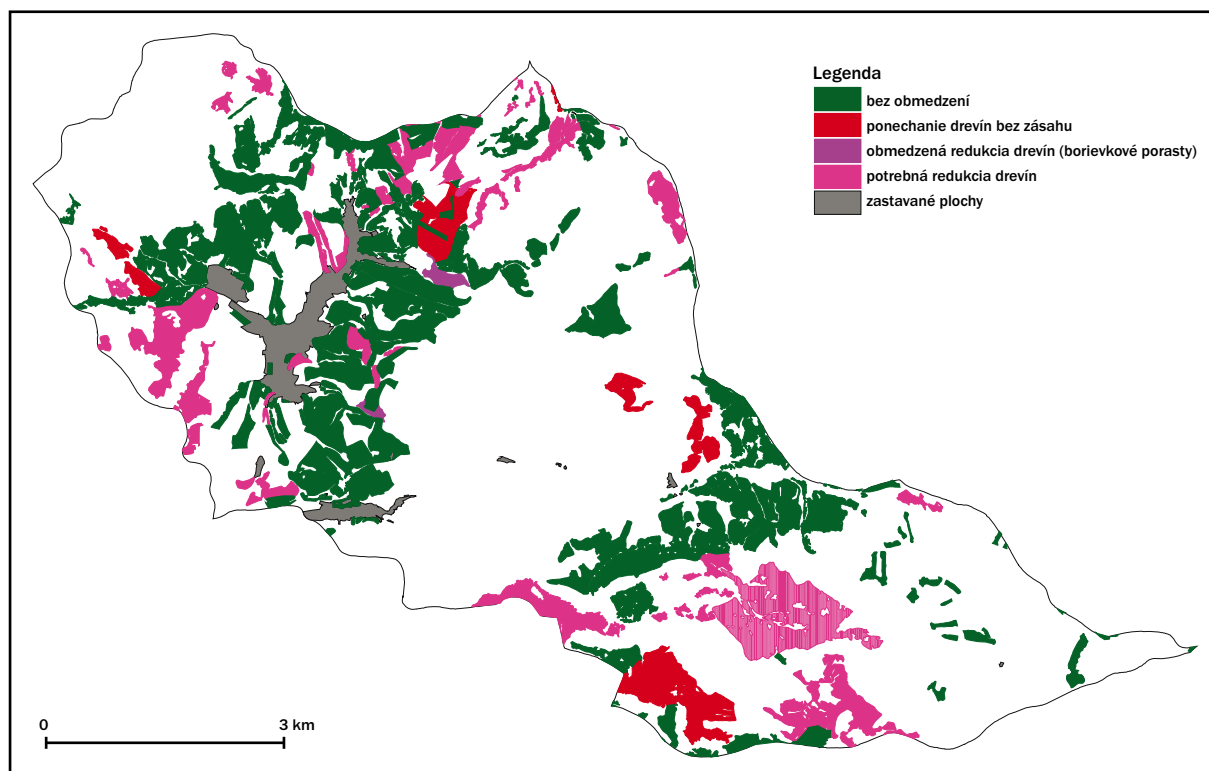 Legenda
bez obmedzení
ponechanie drevín bez zásahu
obmedzená redukcia drevín (borievkové porasty)
potrebná redukcia drevín
zastavané plochy
0 3 km